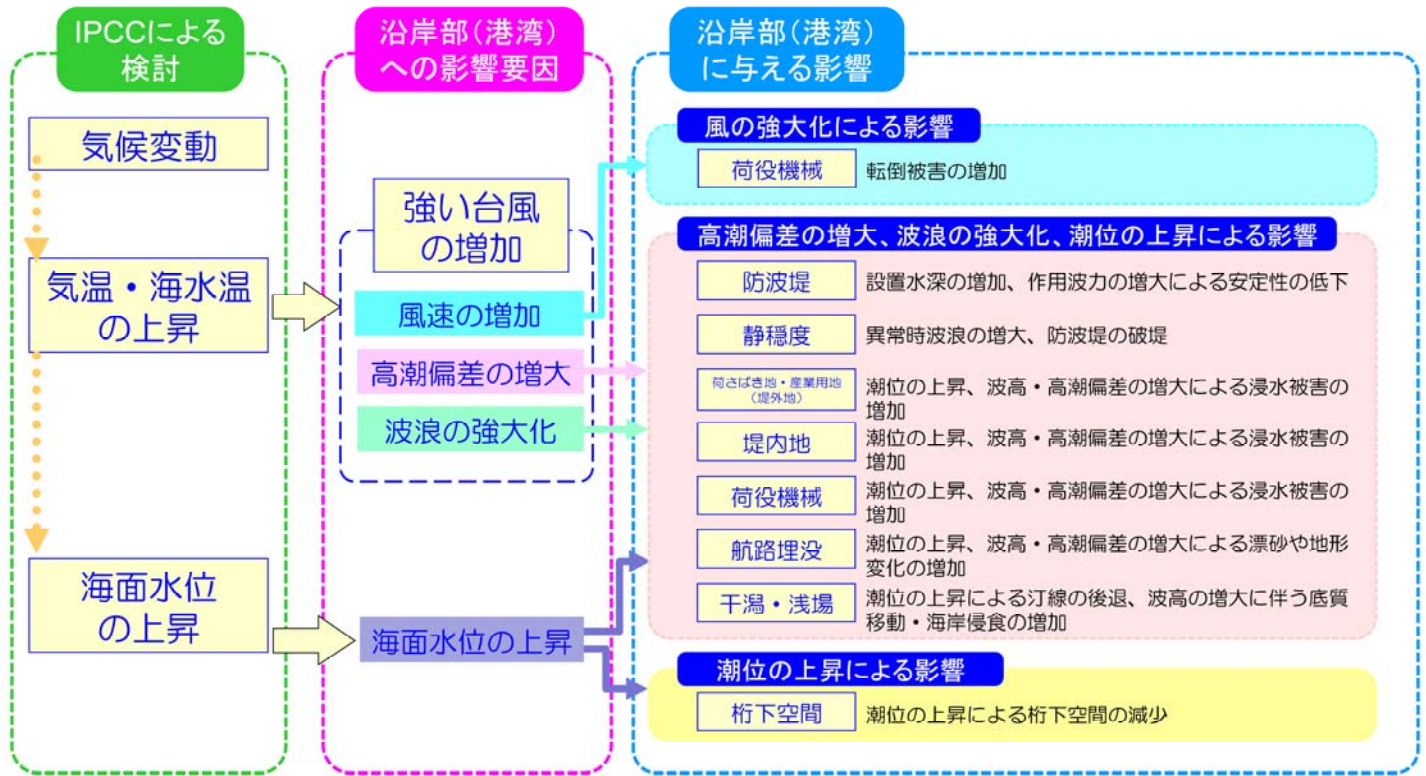 IPCCによる
検討
気候変動
気温・海水温
の上昇
海面水位
の上昇
沿岸部（港湾）
への影響要因
強い台風
の増加
風速の増加
高潮偏差の増大
波浪の強大化
海面水位の上昇
沿岸部（港湾）
に与える影響
風の強大化による影響
荷役機械
転倒被害の増加
高潮偏差の増大、波浪の強大化、潮位の上昇による影響
防波堤
設置水深の増加、作用波力の増大による安定性の低下
静穏度
異常時波浪の増大、防波堤の破堤
荷さばき地・産業用地
（堤外地）
潮位の上昇、波高・高潮偏差の増大による浸水被害の
増加
堤内地
潮位の上昇、波高・高潮偏差の増大による浸水被害の
増加
荷役機械
潮位の上昇、波高・高潮偏差の増大による浸水被害の
増加
航路埋没
潮位の上昇、波高・高潮偏差の増大による漂砂や地形
変化の増加
干潟・浅場
潮位の上昇による汀線の後退、波高の増大に伴う底質
移動・海岸侵食の増加
潮位の上昇による影響
桁下空間
潮位の上昇による桁下空間の減少